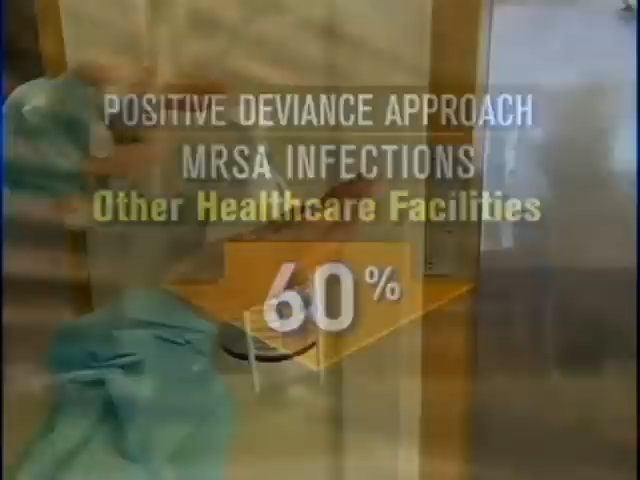 POSITIVE DEVIANCE APPROACH
MRSA INFECTIONS
Other Healthcare Facilities
60%